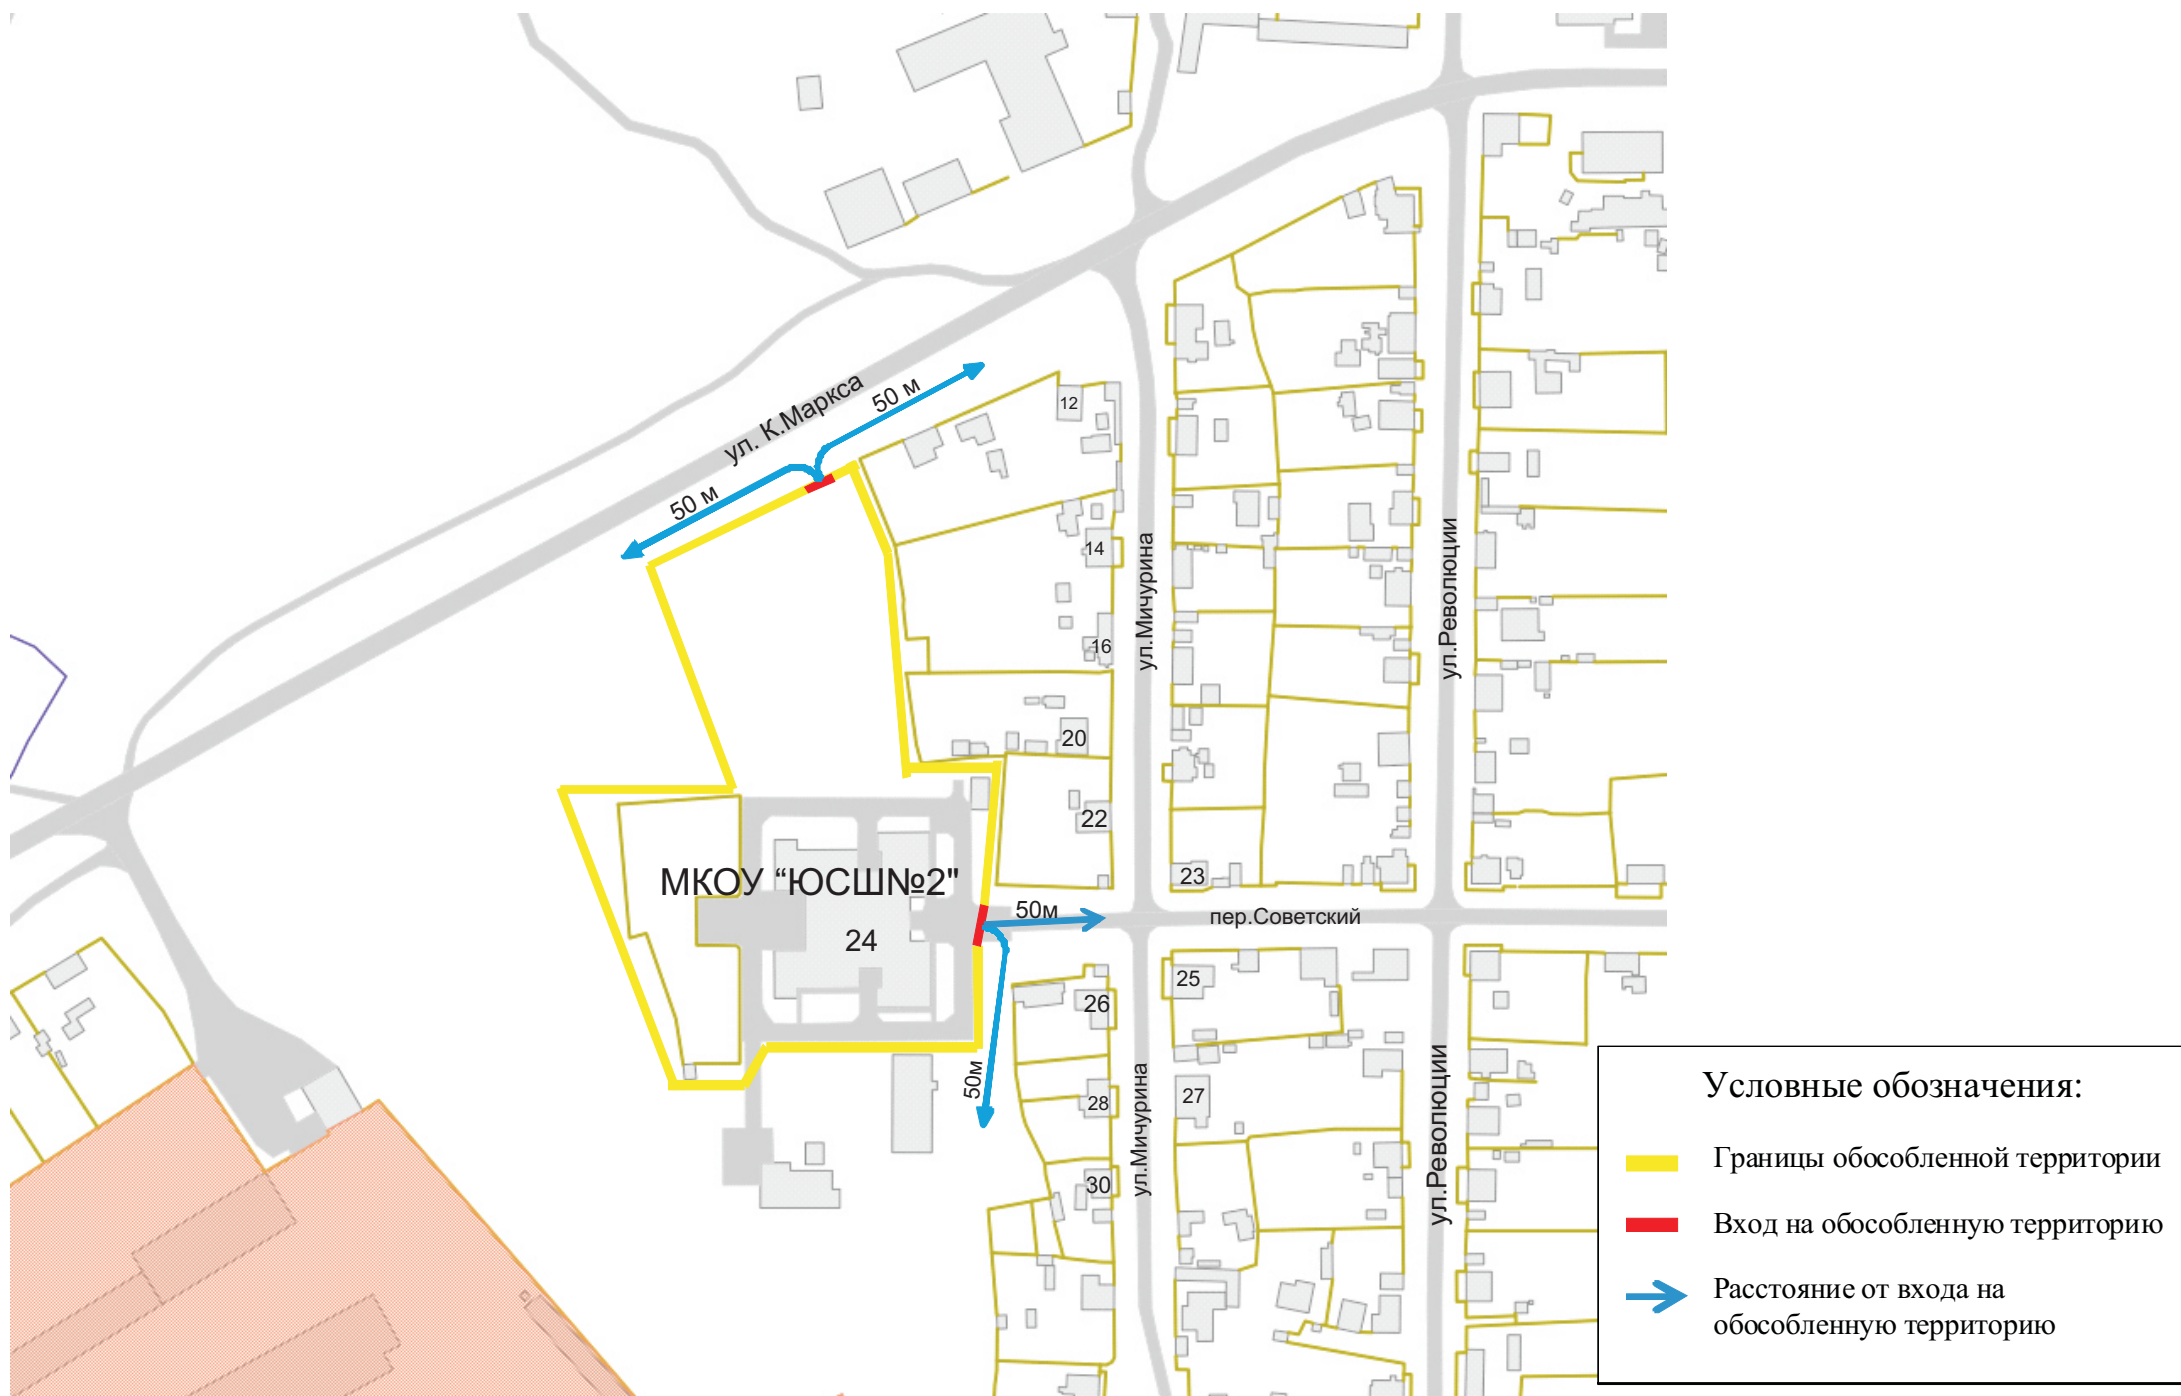 12
ул. К.Маркса
50 м
50 м
14
ул.Мичурина
ул.Революции
16
20
22
МКОУ “ЮСШ№2"
23
24
50м
пер.Советский
25
26
50м
28
27
ул.Мичурина
ул.Революции
30
Условные обозначения:
Границы обособленной территории
Вход на обособленную территорию
Расстояние от входа на
обособленную территорию